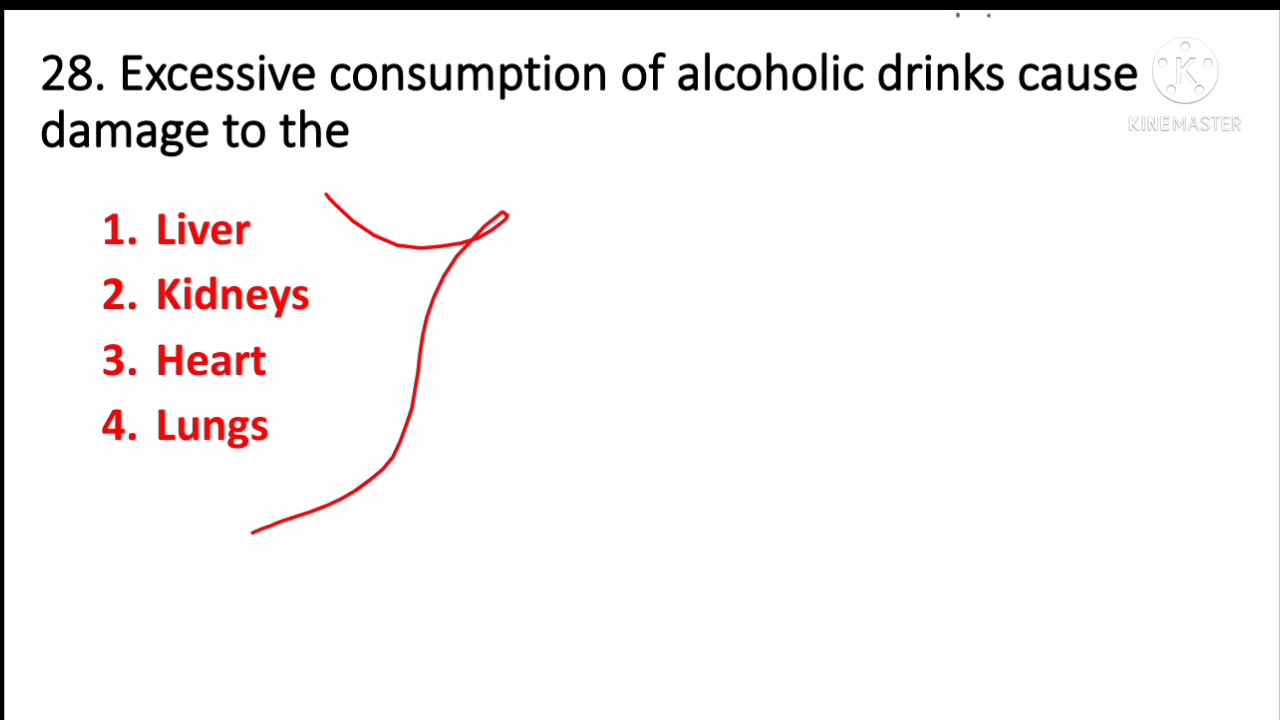 28. Excessive consumption of alcoholic drinks cause
damage to the
1. Liver
2. Kidneys
3. Heart
4. Lungs
K
KINEMASTER